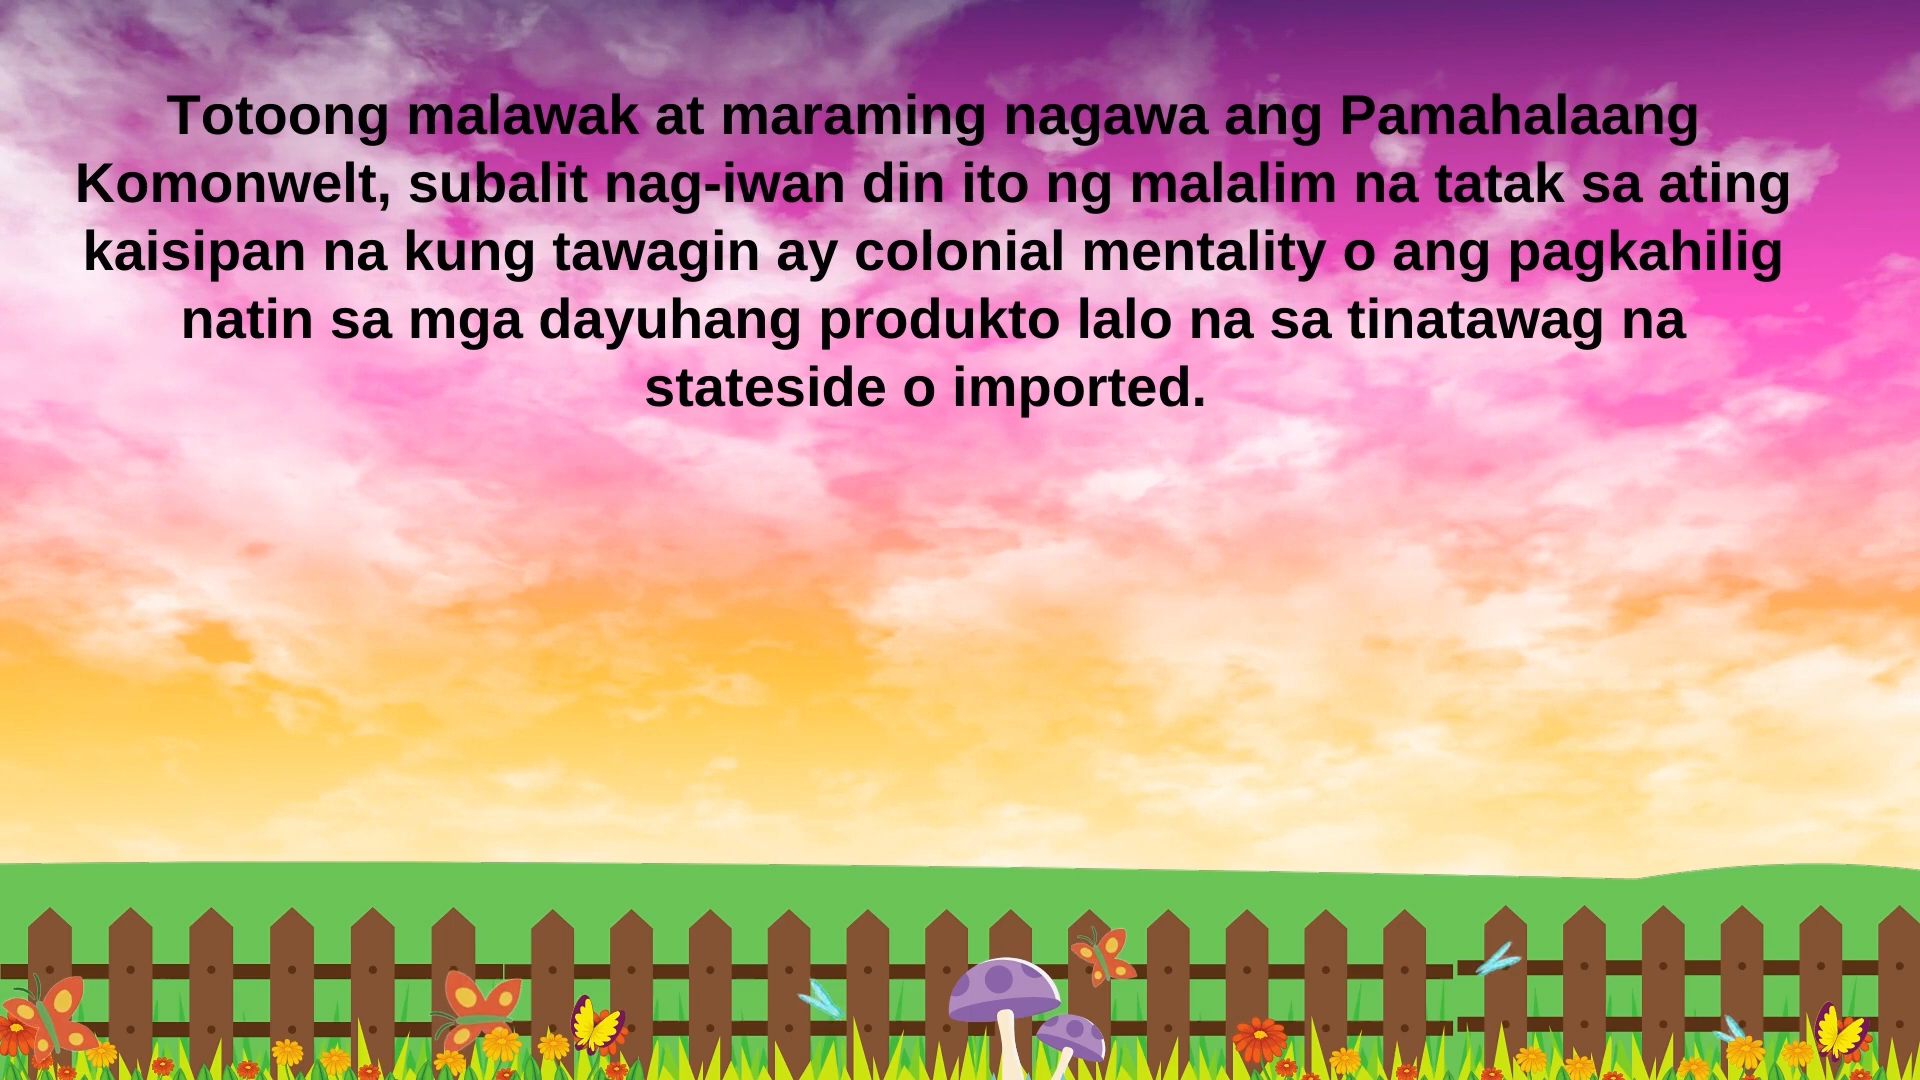 Totoong malawak at maraming nagawa ang Pamahalaang
Komonwelt, subalit nag-iwan din ito ng malalim na tatak sa ating
kaisipan na kung tawagin ay colonial mentality o ang pagkahilig
natin sa mga dayuhang produkto lalo na sa tinatawag na
stateside o imported.